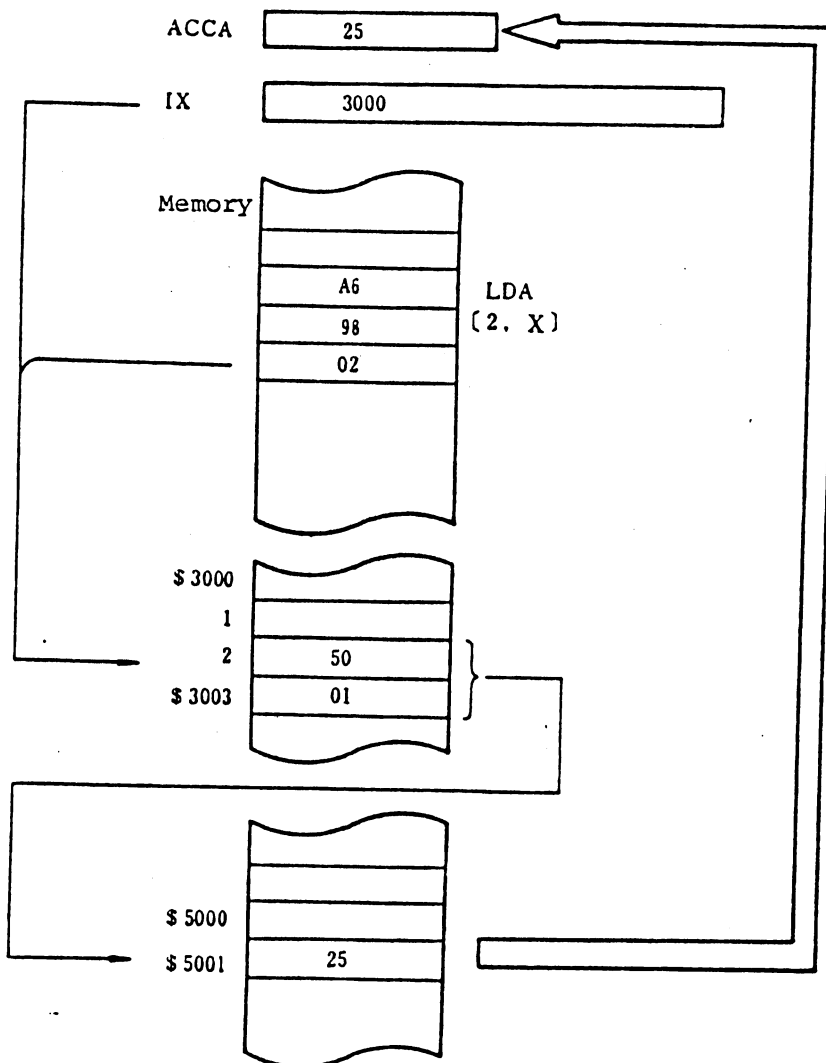 ACCA 25
IX 3000
Memory
A6 LDA
98 [2. X]
02
$ 3000
1
2 50
$ 3003 01
$ 5000
$ 5001 25